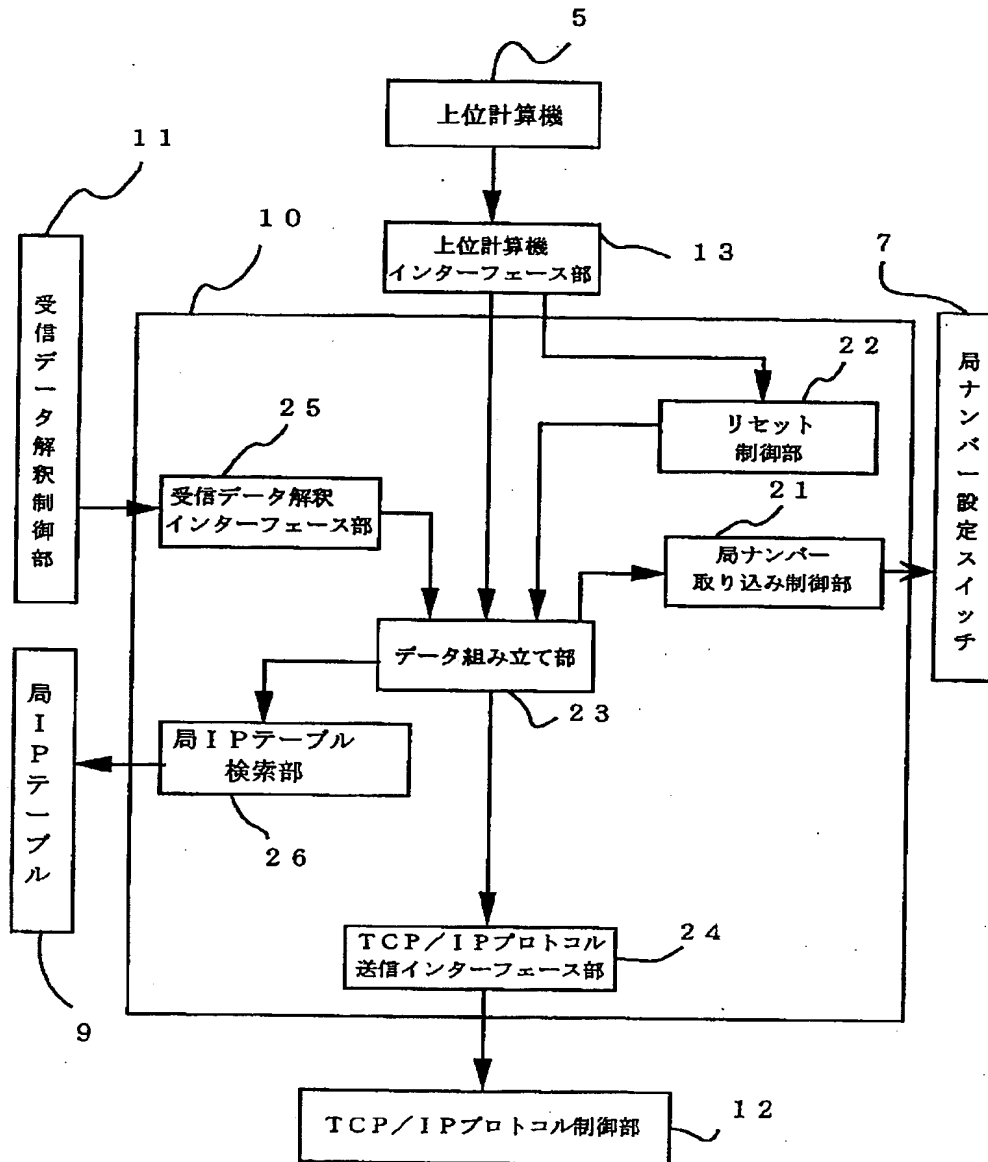 5
上位計算機
11
10
上位計算機
インターフェース部
13
7
受信データ解釈制御部
局ナンバー設定スイッチ
22
リセット
制御部
25
受信データ解釈
インターフェース部
21
局ナンバー
取り込み制御部
データ組み立て部
23
局IPテーブル
局IPテーブル
検索部
26
9
TCP/IPプロトコル
送信インターフェース部
24
TCP/IPプロトコル制御部
12